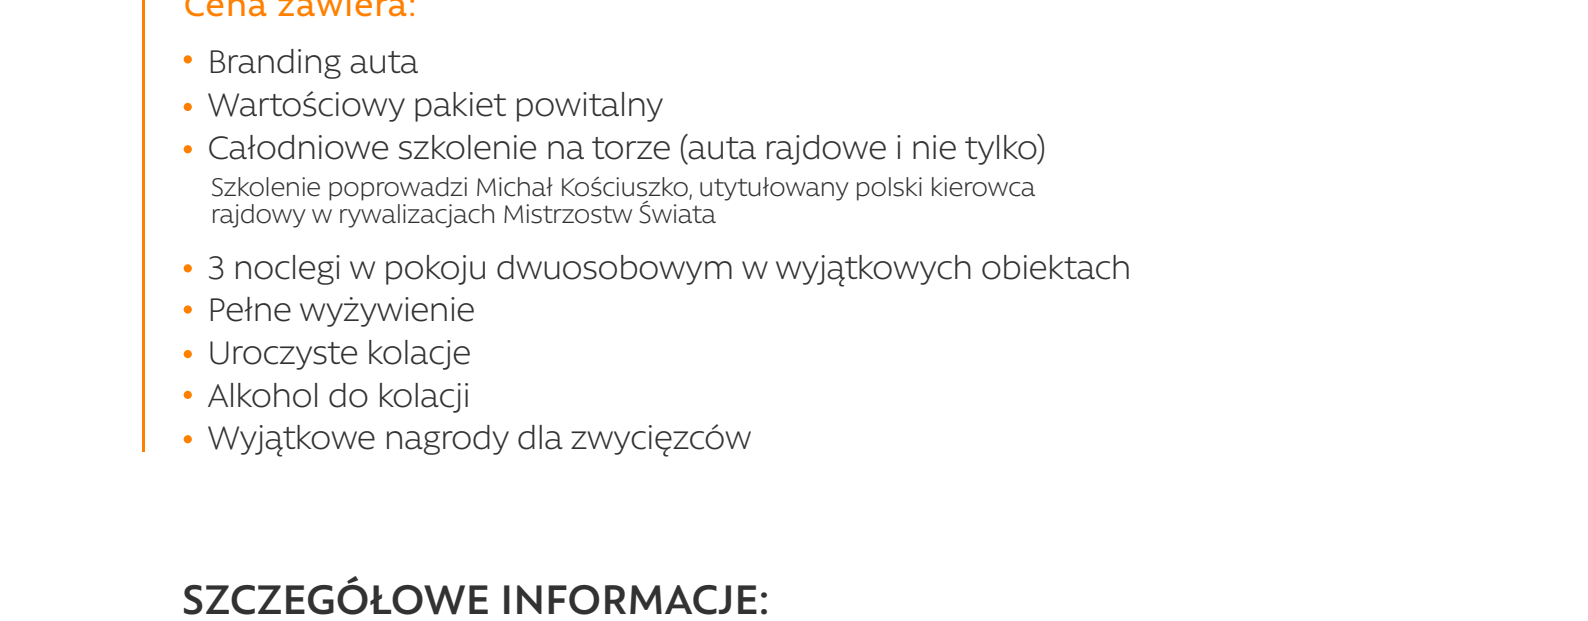 Cena zawiera:
• Branding auta
• Wartościowy pakiet powitalny
• Całodniowe szkolenie na torze (auta rajdowe i nie tylko)
Szkolenie poprowadzi Michał Kościuszko, utytułowany polski kierowca
rajdowy w rywalizacjach Mistrzostw Świata
• 3 noclegi w pokoju dwuosobowym w wyjątkowych obiektach
• Pełne wyżywienie
• Uroczyste kolacje
• Alkohol do kolacji
• Wyjątkowe nagrody dla zwycięzców
SZCZEGÓŁOWE INFORMACJE: